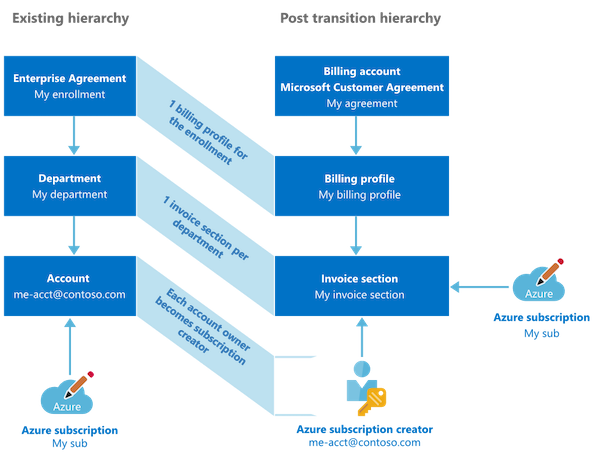 Existing hierarchy
Post transition hierarchy
Enterprise Agreement
My enrollment
1 billing profile for
the enrollment
Billing account
Microsoft Customer Agreement
My agreement
Department
My department
1 invoice section per
department
Billing profile
My billing profile
Account
me-acct@contoso.com
Each account owner
becomes subscription
creator
Invoice section
My invoice section
Azure
Azure subscription
My sub
Azure
Azure subscription
My sub
Azure subscription creator
me-acct@contoso.com